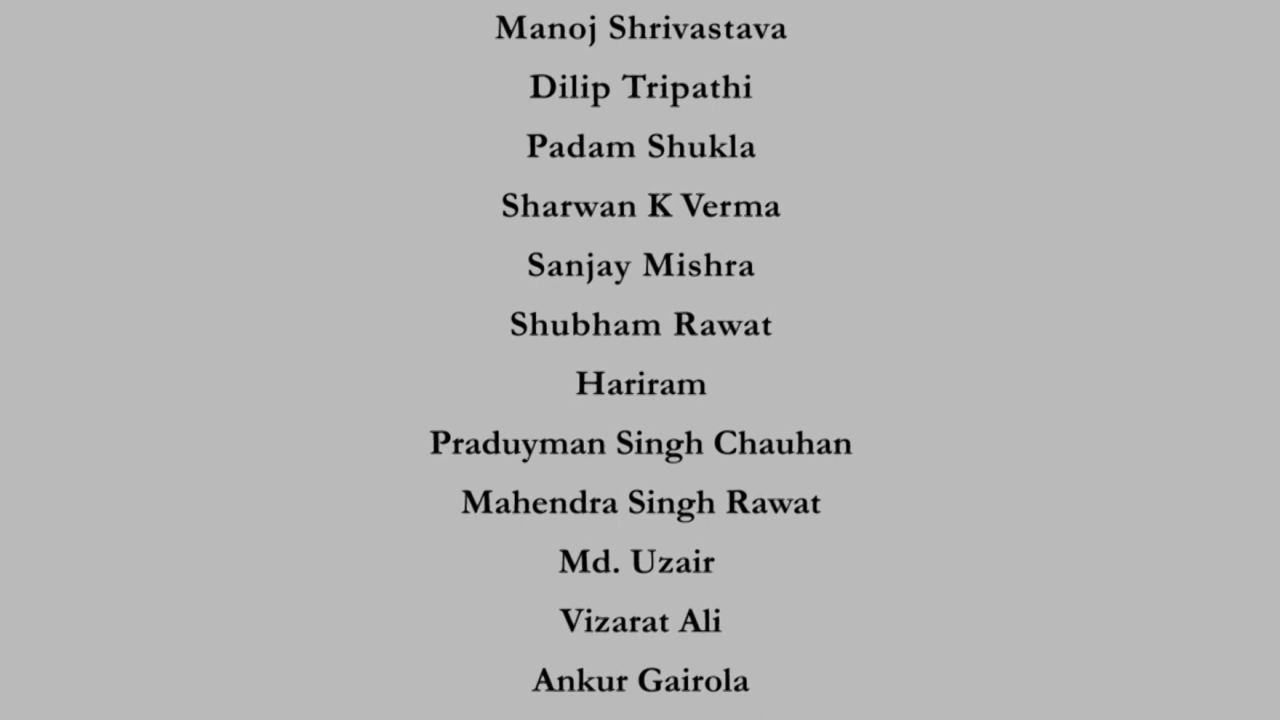 Manoj Shrivastava
Dilip Tripathi
Padam Shukla
Sharwan K Verma
Sanjay Mishra
Shubham Rawat
Hariram
Praduyman Singh Chauhan
Mahendra Singh Rawat
Md. Uzair
Vizarat Ali
Ankur Gairola